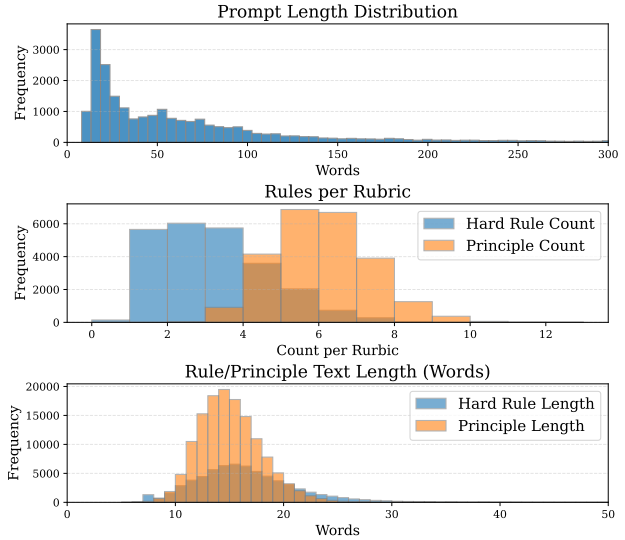 Prompt Length Distribution
Frequency
3000
2000
1000
0
0 50 100 150 200 250 300
Words
Rules per Rubric
Frequency
6000
4000
2000
0
Hard Rule Count
Principle Count
0 2 4 6 8 10 12
Count per Rurbic
Rule/Principle Text Length (Words)
Frequency
20000
15000
10000
5000
0
Hard Rule Length
Principle Length
0 10 20 30 40 50
Words